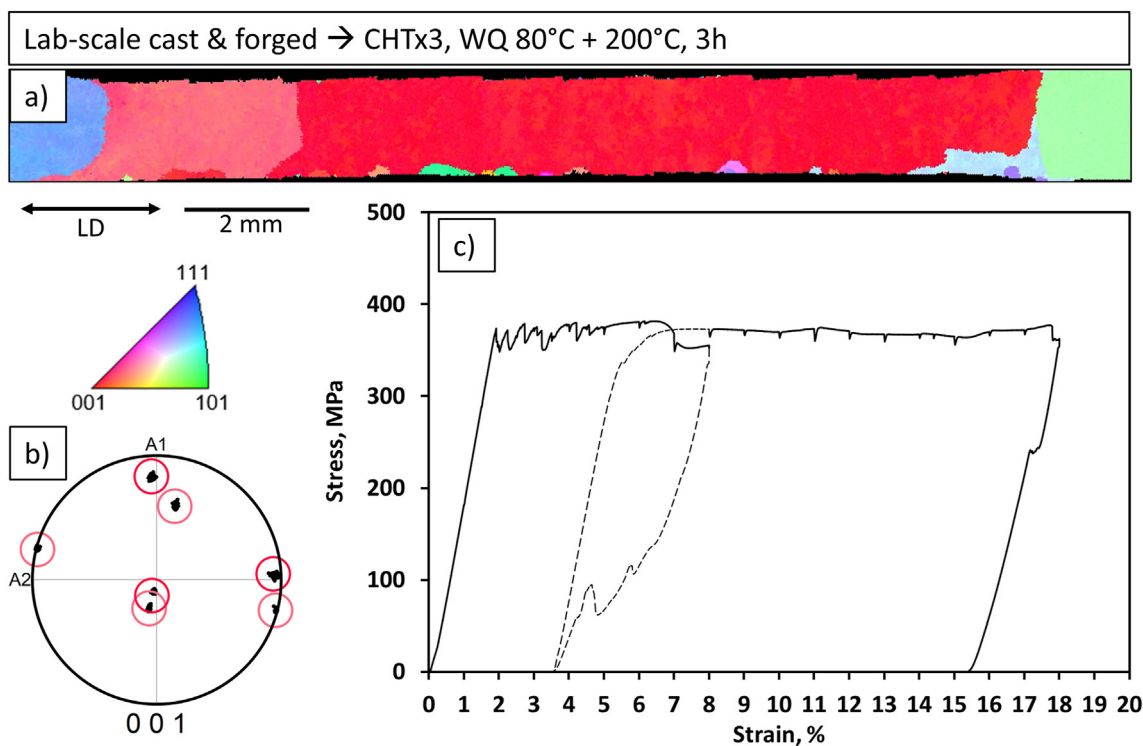 Lab-scale cast & forged → CHTx3, WQ 80°C + 200°C, 3h
a)
LD
2 mm
111
001
101
b)
A1
A2
0 0 1
c)
500
400
300
200
100
0
Stress, MPa
0 1 2 3 4 5 6 7 8 9 10 11 12 13 14 15 16 17 18 19 20
Strain, %